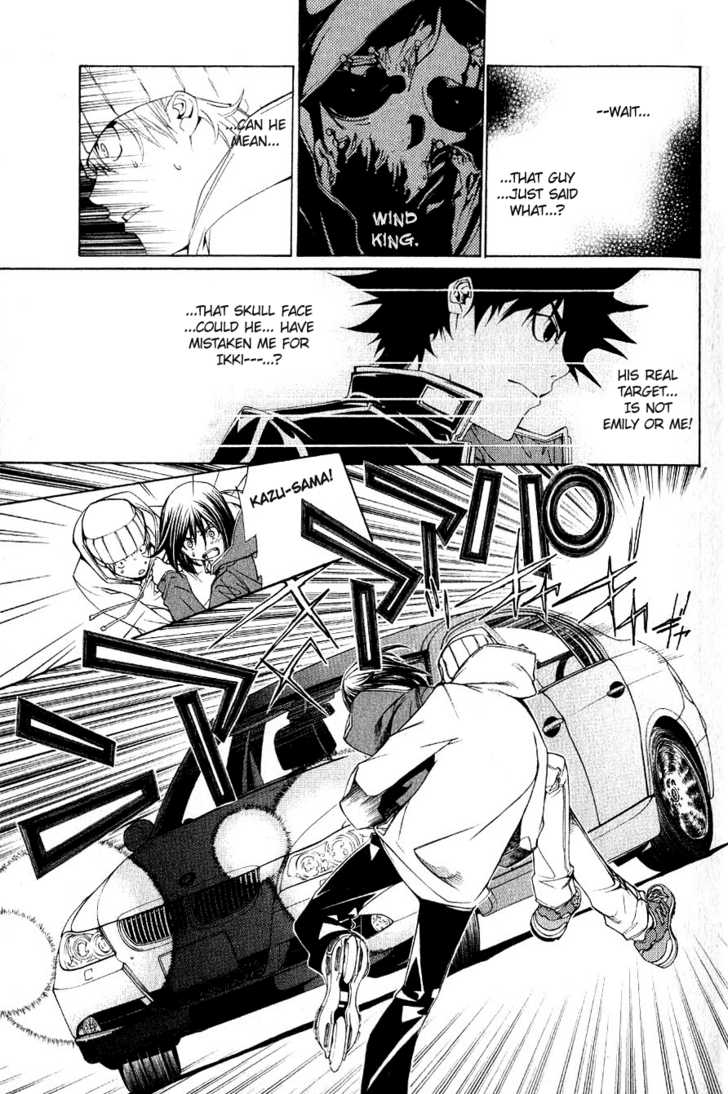 --WAIT...
...THAT GUY
...JUST SAID
WHAT...?
WIND
KING.
...CAN HE
MEAN...
HIS REAL
TARGET...
IS NOT
EMILY OR ME!
...THAT SKULL FACE
...COULD HE... HAVE
MISTAKEN ME FOR
IKKI---...?
KAZU-SAMA!